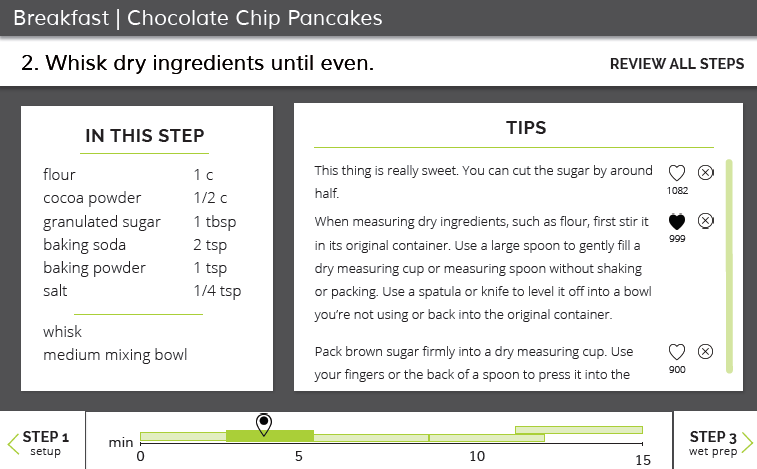 Breakfast | Chocolate Chip Pancakes
2. Whisk dry ingredients until even.
REVIEW ALL STEPS
IN THIS STEP
flour 1 c
cocoa powder 1/2 c
granulated sugar 1 tbsp
baking soda 2 tsp
baking powder 1 tsp
salt 1/4 tsp
whisk
medium mixing bowl
TIPS
This thing is really sweet. You can cut the sugar by around
half.
1082
When measuring dry ingredients, such as flour, first stir it
in its original container. Use a large spoon to gently fill a
dry measuring cup or measuring spoon without shaking
or packing. Use a spatula or knife to level it off into a bowl
you’re not using or back into the original container.
999
Pack brown sugar firmly into a dry measuring cup. Use
your fingers or the back of a spoon to press it into the
900
STEP 1
setup
min
0 5 10 15
STEP 3
wet prep